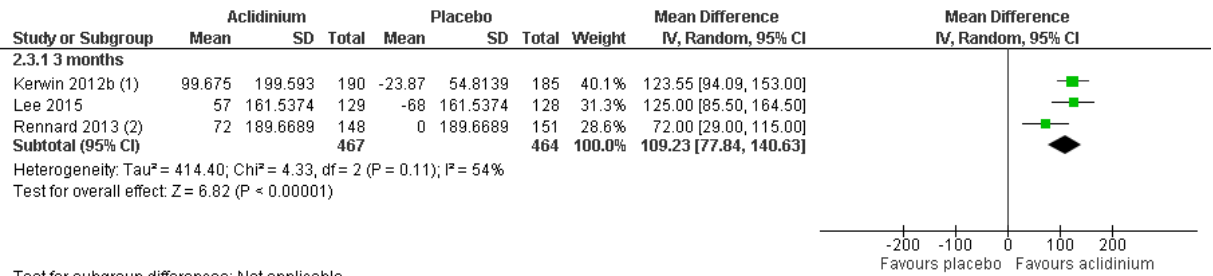 Aclidinium Placebo Mean Difference Mean Difference
Study or Subgroup Mean SD Total Mean SD Total Weight IV, Random, 95% CI IV, Random, 95% CI
2.3.1 3 months
Kerwin 2012b (1) 99.675 199.593 190 -23.87 54.8139 185 40.1% 123.55 [94.09, 153.00]
Lee 2015 57 161.5374 129 -68 161.5374 128 31.3% 125.00 [85.50, 164.50]
Rennard 2013 (2) 72 189.6689 148 0 189.6689 151 28.6% 72.00 [29.00, 115.00]
Subtotal (95% CI) 467 464 100.0% 109.23 [77.84, 140.63]
Heterogeneity: Tau² = 414.40; Chi² = 4.33, df = 2 (P = 0.11); I² = 54%
Test for overall effect: Z = 6.82 (P < 0.00001)
-200 -100 0 100 200
Favours placebo Favours aclidinium
Test for subgroup differences: Not applicable